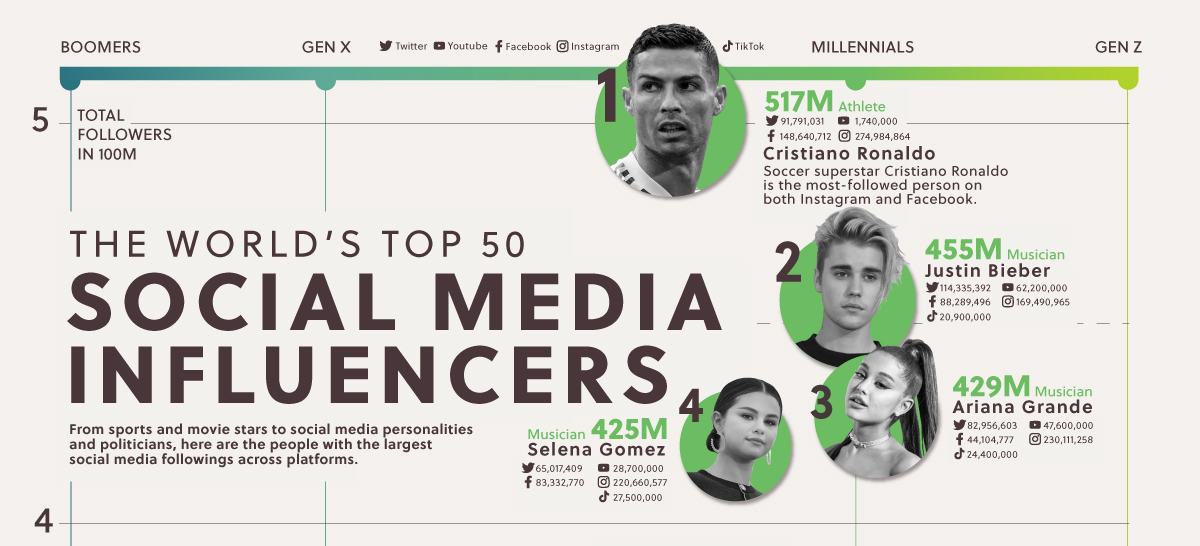 BOOMERS
GEN X
Twitter Youtube Facebook Instagram TikTok
MILLENNIALS
GEN Z
5
TOTAL
FOLLOWERS
IN 100M
1
517M Athlete
91,791,031 1,740,000
148,640,712 274,984,864
Cristiano Ronaldo
Soccer superstar Cristiano Ronaldo
is the most-followed person on
both Instagram and Facebook.
THE WORLD'S TOP 50
SOCIAL MEDIA
INFLUENCERS
From sports and movie stars to social media personalities
and politicians, here are the people with the largest
social media followings across platforms.
2
455M Musician
Justin Bieber
114,335,392 62,200,000
88,289,496 169,490,965
20,900,000
3
429M Musician
Ariana Grande
82,956,603 47,600,000
44,104,777 230,111,258
24,400,000
4
Musician 425M
Selena Gomez
65,017,409 28,700,000
83,332,770 220,660,577
27,500,000
4